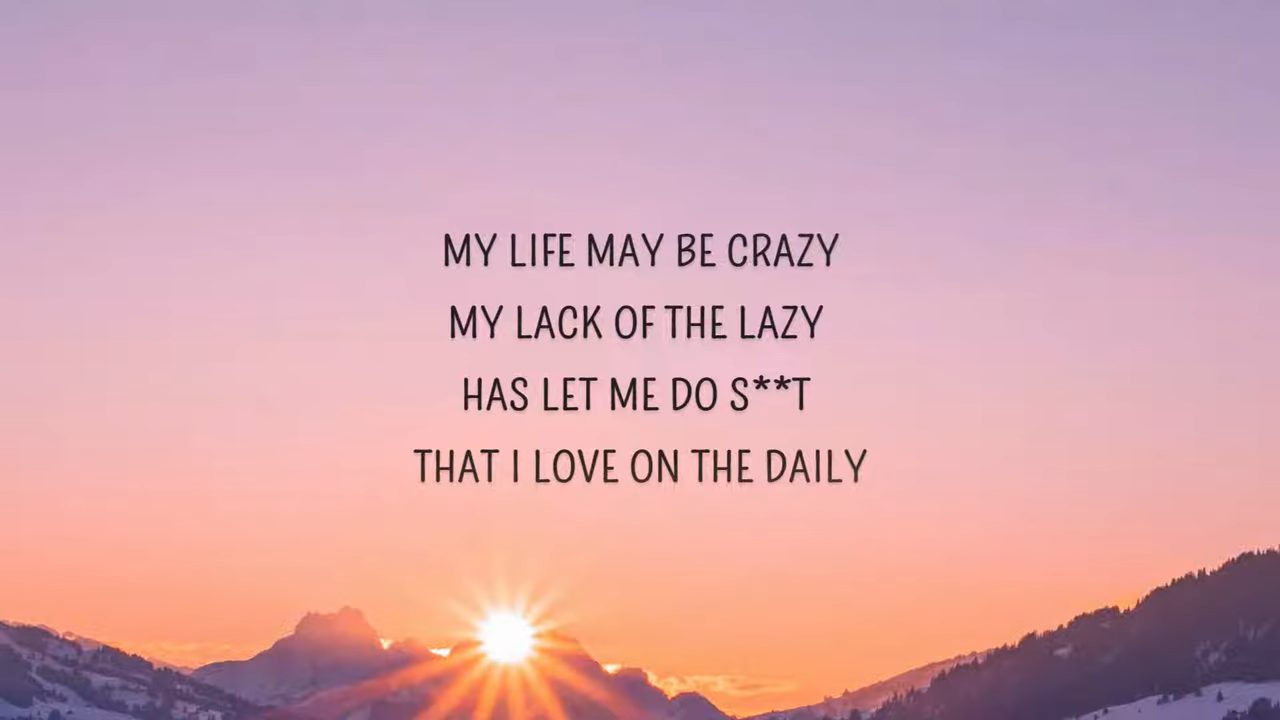 MY LIFE MAY BE CRAZY
MY LACK OF THE LAZY
HAS LET ME DO S**T
THAT I LOVE ON THE DAILY